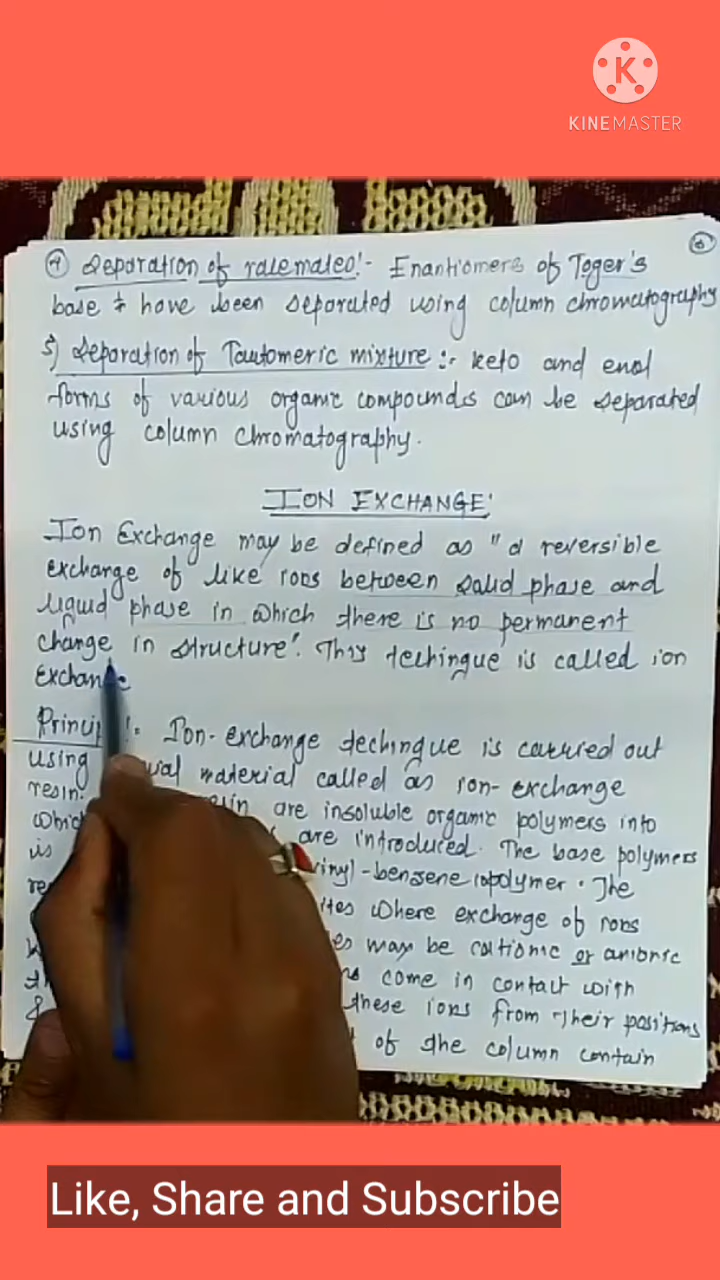 KINEMASTER
6
4 Separation of racemates:- Enantiomers of Toger's
base & have been separated using column chromatography
5) Separation of Tautomeric mixture :- keto and enol
forms of various organic compounds can be separated
using column chromatography.
ION EXCHANGE:
Ion Exchange may be defined as "a reversible
exchange of like ions between solid phase and
liquid phase in which there is no permanent
change in structure". This techingue is called ion
Exchan
Princip :- Ion-exchange techingue is carried out
using material called as ion-exchange
resin. are insoluble organic polymers into
which are introduced. The base polymers
is -benzene copolymer. The
where exchange of ions
may be cationic or anionic
come in contact with
& these ions from their positions
of the column contain
Like, Share and Subscribe